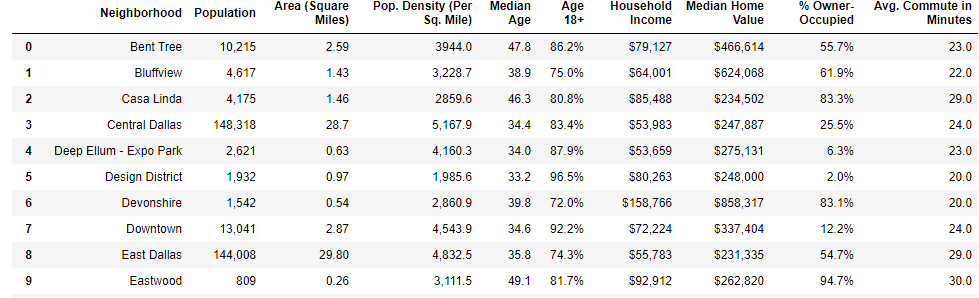 Neighborhood Population Area (Square Miles) Pop. Density (Per Sq. Mile) Median Age Age 18+ Household Income Median Home Value % Owner-Occupied Avg. Commute in Minutes
0 Bent Tree 10,215 2.59 3944.0 47.8 86.2% $79,127 $466,614 55.7% 23.0
1 Bluffview 4,617 1.43 3,228.7 38.9 75.0% $64,001 $624,068 61.9% 22.0
2 Casa Linda 4,175 1.46 2859.6 46.3 80.8% $85,488 $234,502 83.3% 29.0
3 Central Dallas 148,318 28.7 5,167.9 34.4 83.4% $53,983 $247,887 25.5% 24.0
4 Deep Ellum - Expo Park 2,621 0.63 4,160.3 34.0 87.9% $53,659 $275,131 6.3% 23.0
5 Design District 1,932 0.97 1,985.6 33.2 96.5% $80,263 $248,000 2.0% 20.0
6 Devonshire 1,542 0.54 2,860.9 39.8 72.0% $158,766 $858,317 83.1% 20.0
7 Downtown 13,041 2.87 4,543.9 34.6 92.2% $72,224 $337,404 12.2% 24.0
8 East Dallas 144,008 29.80 4,832.5 35.8 74.3% $55,783 $231,335 54.7% 29.0
9 Eastwood 809 0.26 3,111.5 49.1 81.7% $92,912 $262,820 94.7% 30.0